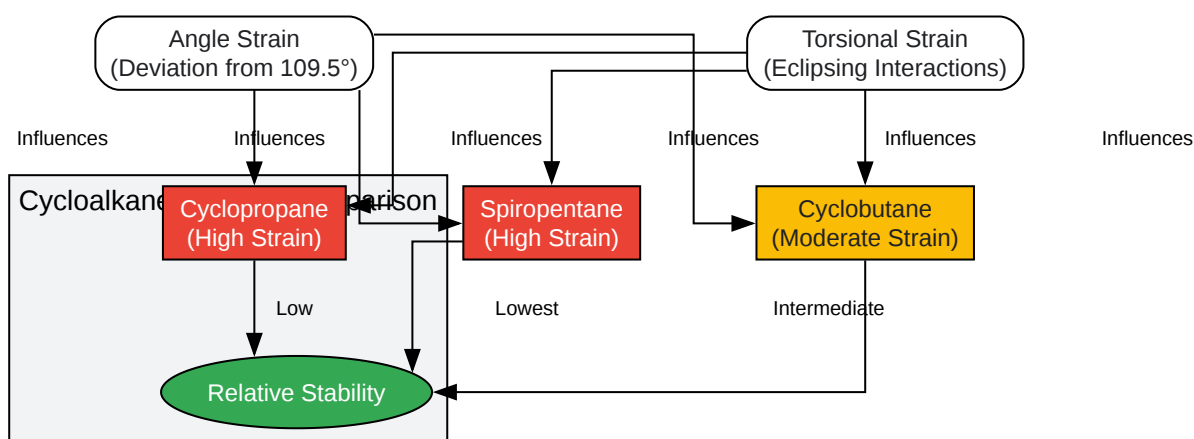 Angle Strain
(Deviation from 109.5°)
Torsional Strain
(Eclipsing Interactions)
Influences
Influences
Influences
Influences
Influences
Influences
Cycloalkane
parison
Cyclopropane
(High Strain)
Spiropentane
(High Strain)
Cyclobutane
(Moderate Strain)
Low
Lowest
Intermediate
Relative Stability